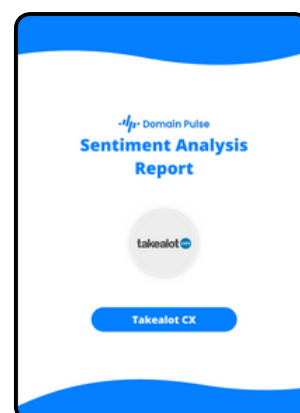 Domain Pulse
Sentiment Analysis
Report
takealot
Takealot CX